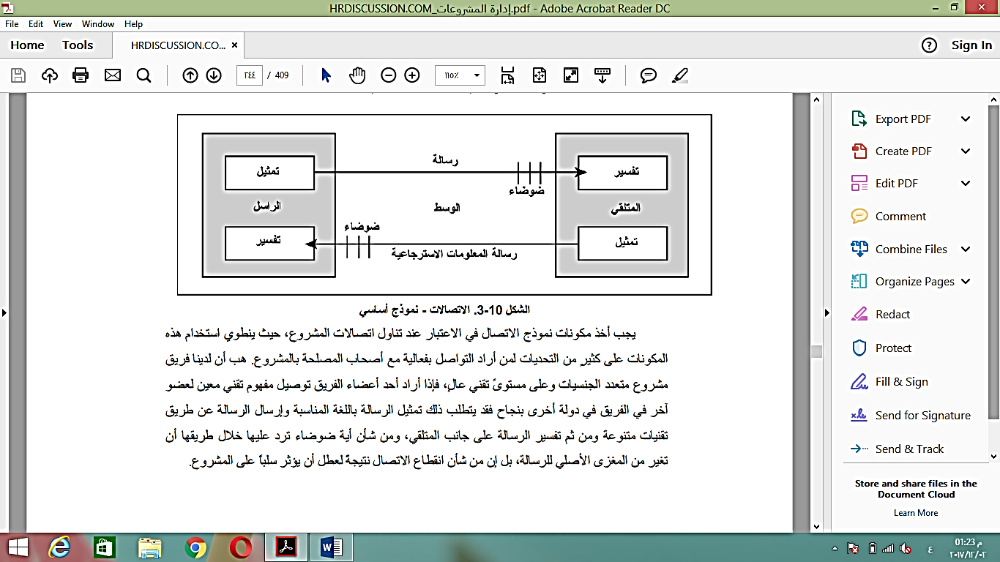 HRDISCUSSION.COM_إدارة المشروعات.pdf - Adobe Acrobat Reader DC
File Edit View Window Help
Home Tools HRDISCUSSION.CO... × ? Sign In
٢٤٤ / 409 ١١٥٪
رسالة
تمثيل
تفسير
ضوضاء
الراسل
الوسط
المتلقي
ضوضاء
تفسير
تمثيل
رسالة المعلومات الاسترجاعية
الشكل 10-3. الاتصالات - نموذج أساسي
يجب أخذ مكونات نموذج الاتصال في الاعتبار عند تناول اتصالات المشروع، حيث ينطوي استخدام هذه
المكونات على كثيرٍ من التحديات لمن أراد التواصل بفعالية مع أصحاب المصلحة بالمشروع. هب أن لدينا فريق
مشروع متعدد الجنسيات وعلى مستوىً تقني عالٍ، فإذا أراد أحد أعضاء الفريق توصيل مفهوم تقني معين لعضو
آخر في الفريق في دولة أخرى بنجاح فقد يتطلب ذلك تمثيل الرسالة باللغة المناسبة وإرسال الرسالة عن طريق
تقنيات متنوعة ومن ثم تفسير الرسالة على جانب المتلقي، ومن شأن أية ضوضاء ترد عليها خلال طريقها أن
تغير من المغزى الأصلي للرسالة، بل إن من شأن انقطاع الاتصال نتيجة لعطل أن يؤثر سلباً على المشروع.
Export PDF
Create PDF
Edit PDF
Comment
Combine Files
Organize Pages
Redact
Protect
Fill & Sign
Send for Signature
Send & Track
Store and share files in the
Document Cloud
Learn More
ع
01:23 م
٢٠١٧/١٢/٠٢